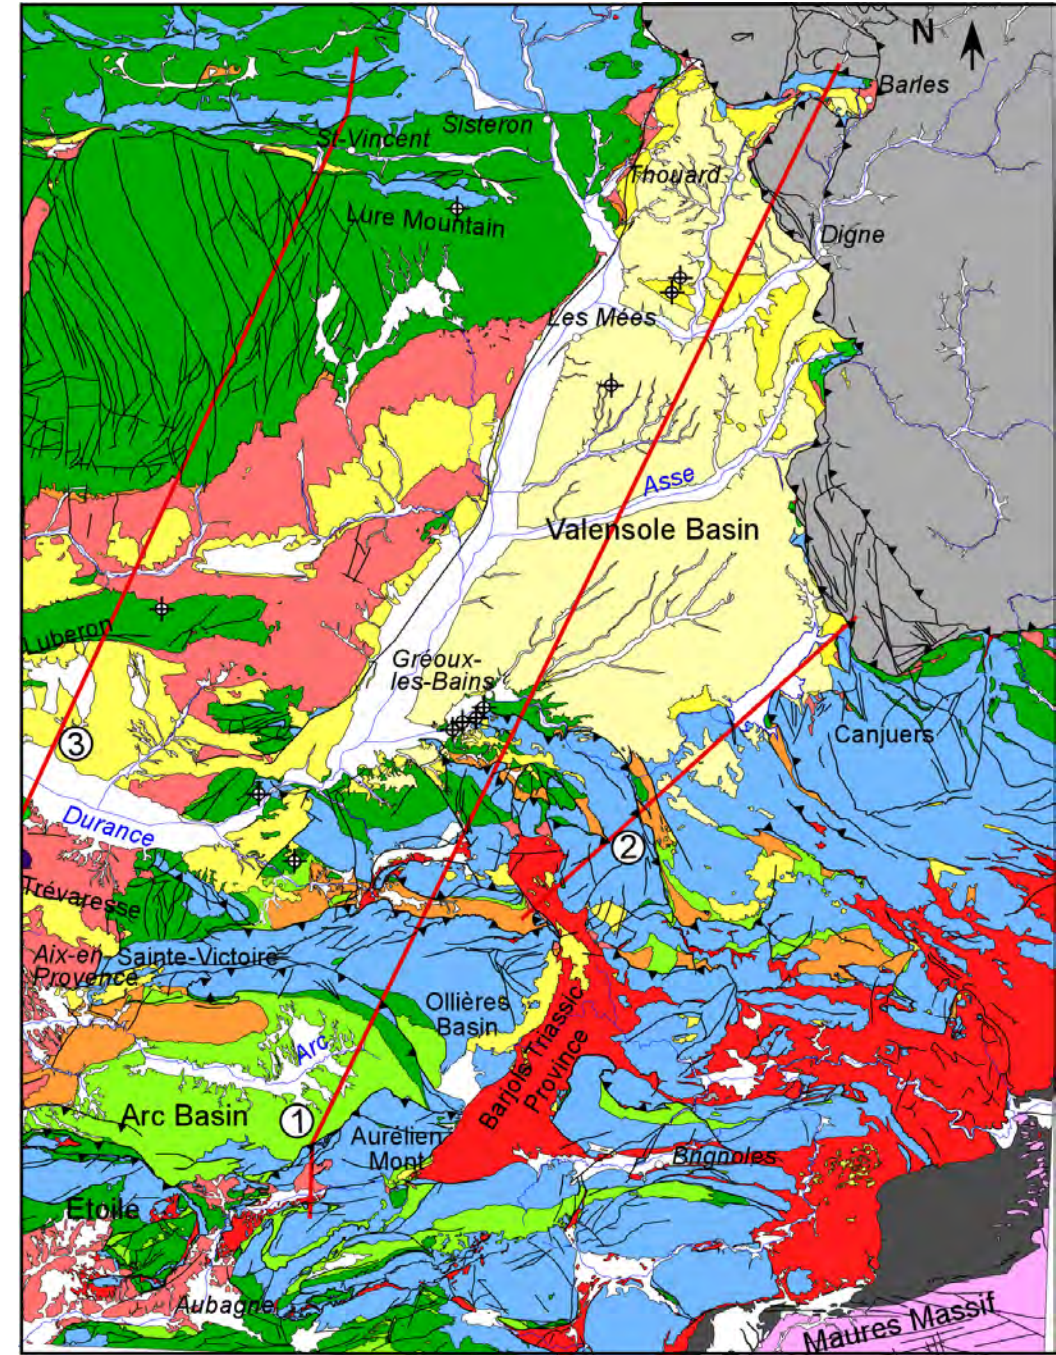 N
Barles
Sisteron
St-Vincent
Thouard
Lure Mountain
Digne
Les Mées
Asse
Valensole Basin
Luberon
Gréoux-
les-Bains
Canjuers
3
Durance
2
Trévaresse
Aix-en
Provence
Sainte-Victoire
Ollières
Basin
Barjols Triassic
Province
Arc
Arc Basin
1
Aurélien
Mont
Brignoles
Etoile
Aubagne
Maures Massif